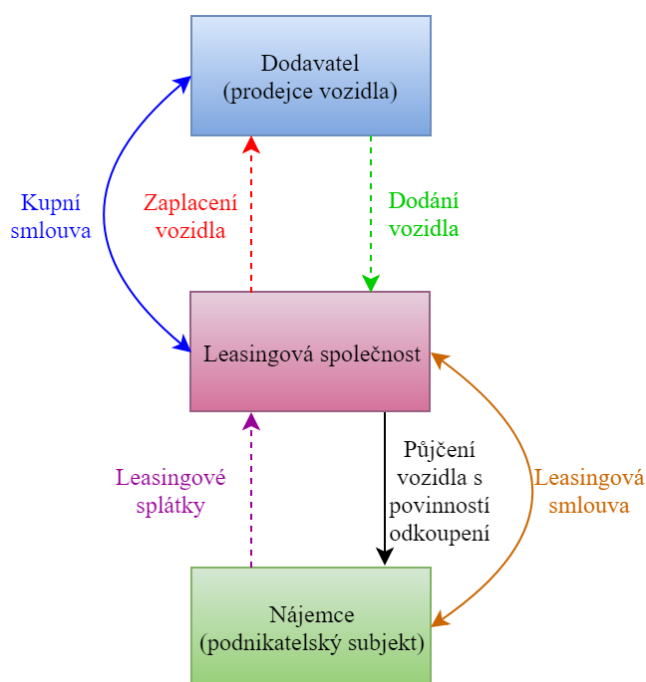 Dodavatel
(prodejce vozidla)
Kupní
smlouva
Zaplacení
vozidla
Dodání
vozidla
Leasingová společnost
Leasingové
splátky
Půjčení
vozidla s
povinností
odkoupení
Leasingová
smlouva
Nájemce
(podnikatelský subjekt)